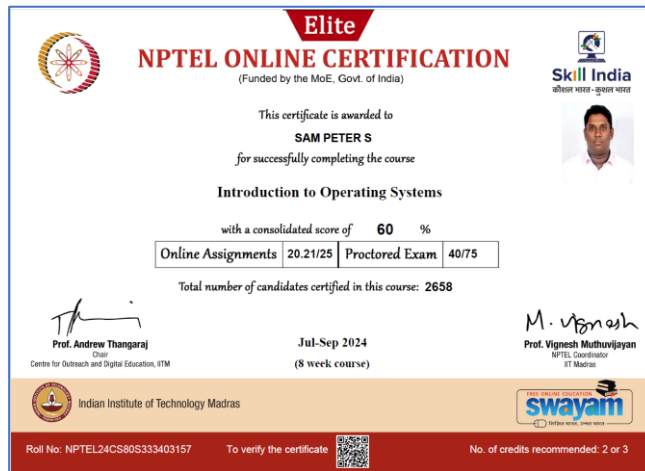 Elite
NPTEL ONLINE CERTIFICATION
(Funded by the MoE, Govt. of India)
Skill India
कौशल भारत - कुशल भारत
This certificate is awarded to
SAM PETER S
for successfully completing the course
Introduction to Operating Systems
with a consolidated score of 60 %
Online Assignments 20.21/25 Proctored Exam 40/75
Total number of candidates certified in this course: 2658
M. Vignesh
Prof. Andrew Thangaraj
Chair
Centre for Outreach and Digital Education, IITM
Jul-Sep 2024
(8 week course)
Prof. Vignesh Muthuvijayan
NPTEL Coordinator
IIT Madras
Indian Institute of Technology Madras
FREE ONLINE EDUCATION
swayam
शिक्षित भारत, उन्नत भारत
Roll No: NPTEL24CS80S333403157 To verify the certificate No. of credits recommended: 2 or 3